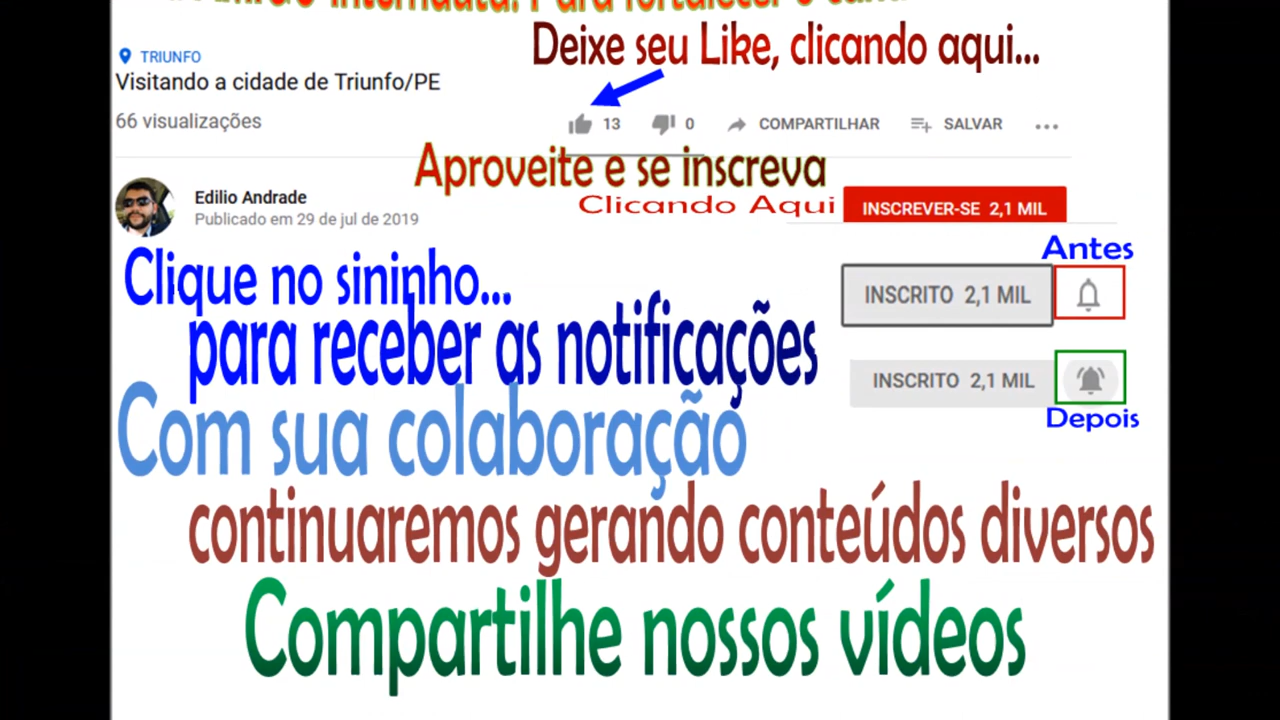 internauta! Para fortalecer o
Deixe seu Like, clicando aqui...
TRIUNFO
Visitando a cidade de Triunfo/PE
66 visualizações
13 0 COMPARTILHAR SALVAR ...
Aproveite e se inscreva
Clicando Aqui
INSCREVER-SE 2,1 MIL
Edilio Andrade
Publicado em 29 de jul de 2019
Antes
Clique no sininho...
INSCRITO 2,1 MIL
para receber as notificações
INSCRITO 2,1 MIL
Depois
Com sua colaboração
continuaremos gerando conteúdos diversos
Compartilhe nossos vídeos